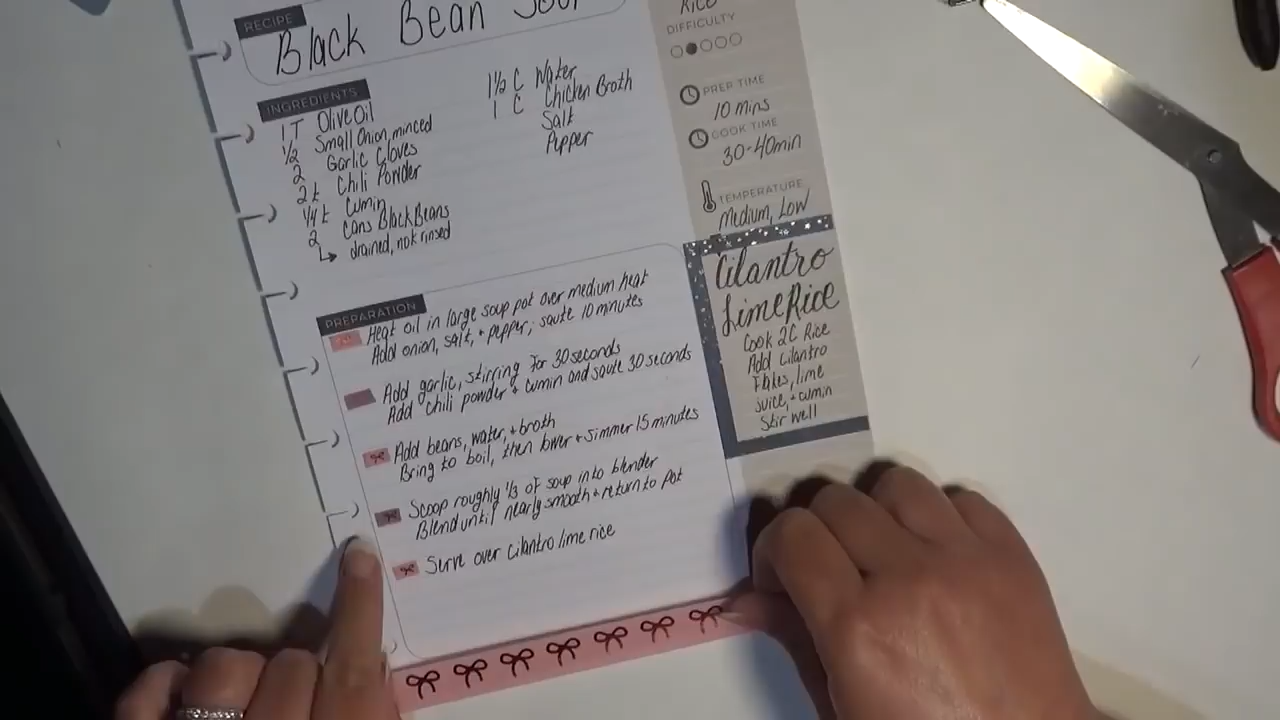 RECIPE
Black Bean Soup
INGREDIENTS
1 T Olive Oil
1/2 Small Onion, minced
2 Garlic Cloves
2 t Chili Powder
1/4 t Cumin
2 Cans Black Beans
↳ drained, not rinsed
1 1/2 C Water
1 C Chicken Broth
Salt
Pepper
PREPARATION
Heat oil in large soup pot over medium heat
Add onion, salt, + pepper; saute 10 minutes
Add garlic, stirring for 30 seconds
Add chili powder + cumin and saute 30 seconds
Add beans, water, + broth
Bring to boil, then lower + simmer 15 minutes
Scoop roughly 1/3 of soup into blender
Blend until nearly smooth + return to pot
Serve over cilantro lime rice
Rice
DIFFICULTY
PREP TIME
10 mins
COOK TIME
30-40min
TEMPERATURE
Medium, Low
Cilantro
Lime Rice
Cook 2C Rice
Add Cilantro
Flakes, lime
juice, + cumin
Stir well